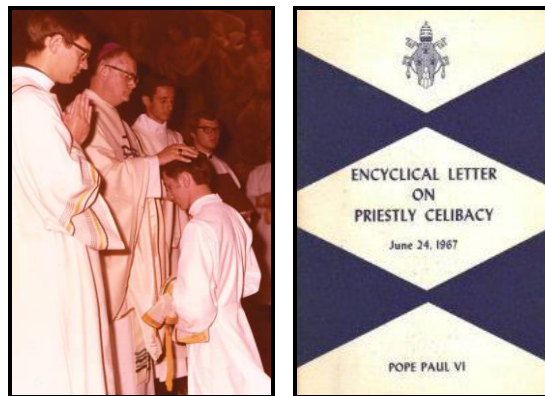 ENCYCLICAL LETTER
ON
PRIESTLY CELIBACY
June 24, 1967
POPE PAUL VI